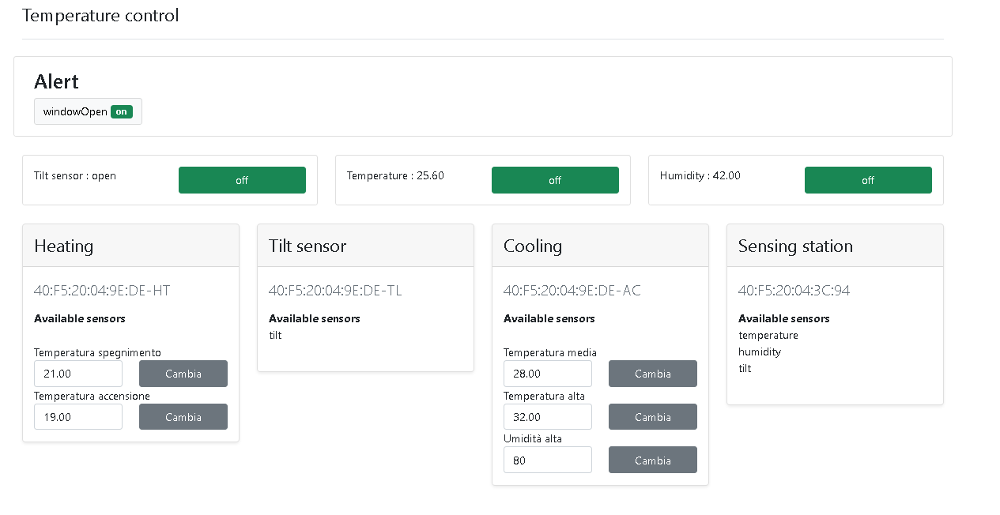 Temperature control
Alert
windowOpen on
Tilt sensor : open off
Temperature : 25.60 off
Humidity : 42.00 off
Heating
40:F5:20:04:9E:DE-HT
Available sensors
Temperatura spegnimento
21.00 Cambia
Temperatura accensione
19.00 Cambia
Tilt sensor
40:F5:20:04:9E:DE-TL
Available sensors
tilt
Cooling
40:F5:20:04:9E:DE-AC
Available sensors
Temperatura media
28.00 Cambia
Temperatura alta
32.00 Cambia
Umidità alta
80 Cambia
Sensing station
40:F5:20:04:3C:94
Available sensors
temperature
humidity
tilt